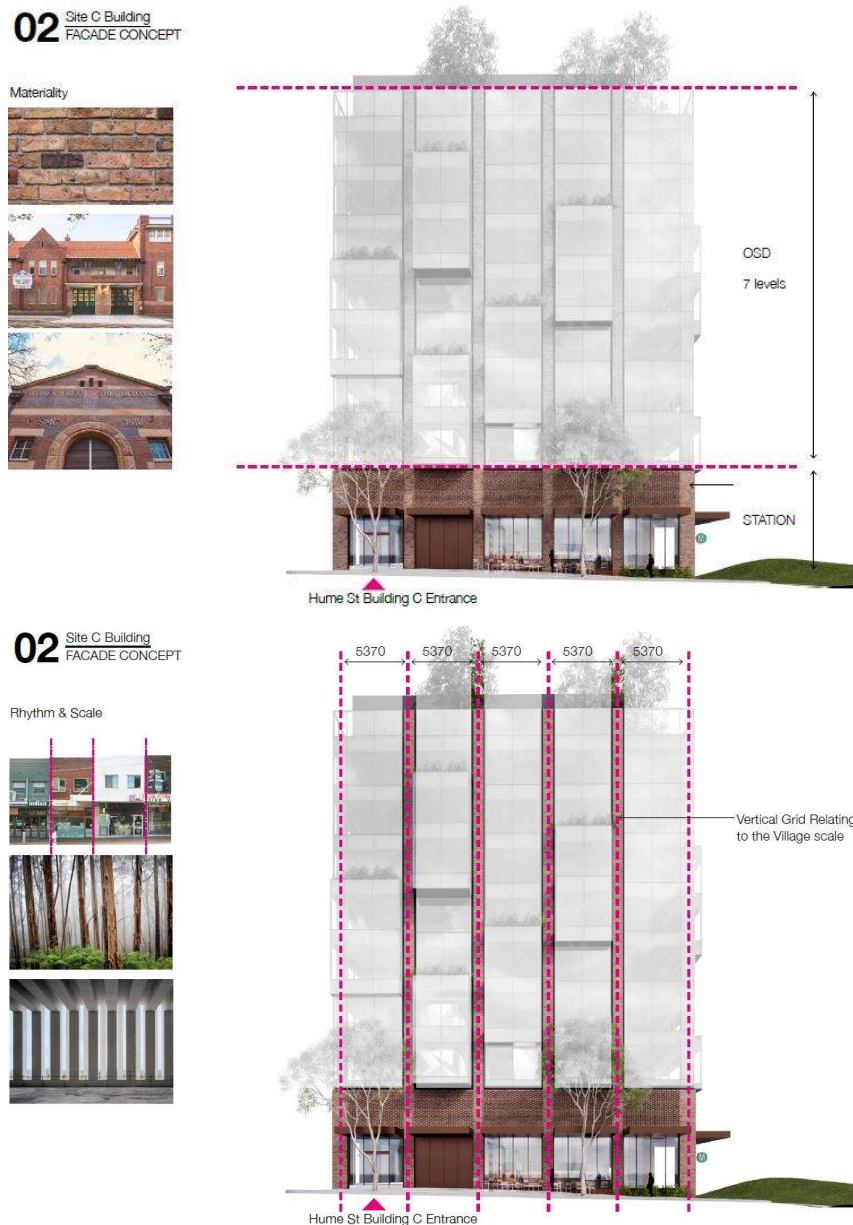 02 Site C Building
FACADE CONCEPT
Materiality
OSD
7 levels
STATION
M
Hume St Building C Entrance
02 Site C Building
FACADE CONCEPT
5370 5370 5370 5370 5370
Rhythm & Scale
Indian
Vertical Grid Relating
to the Village scale
M
Hume St Building C Entrance